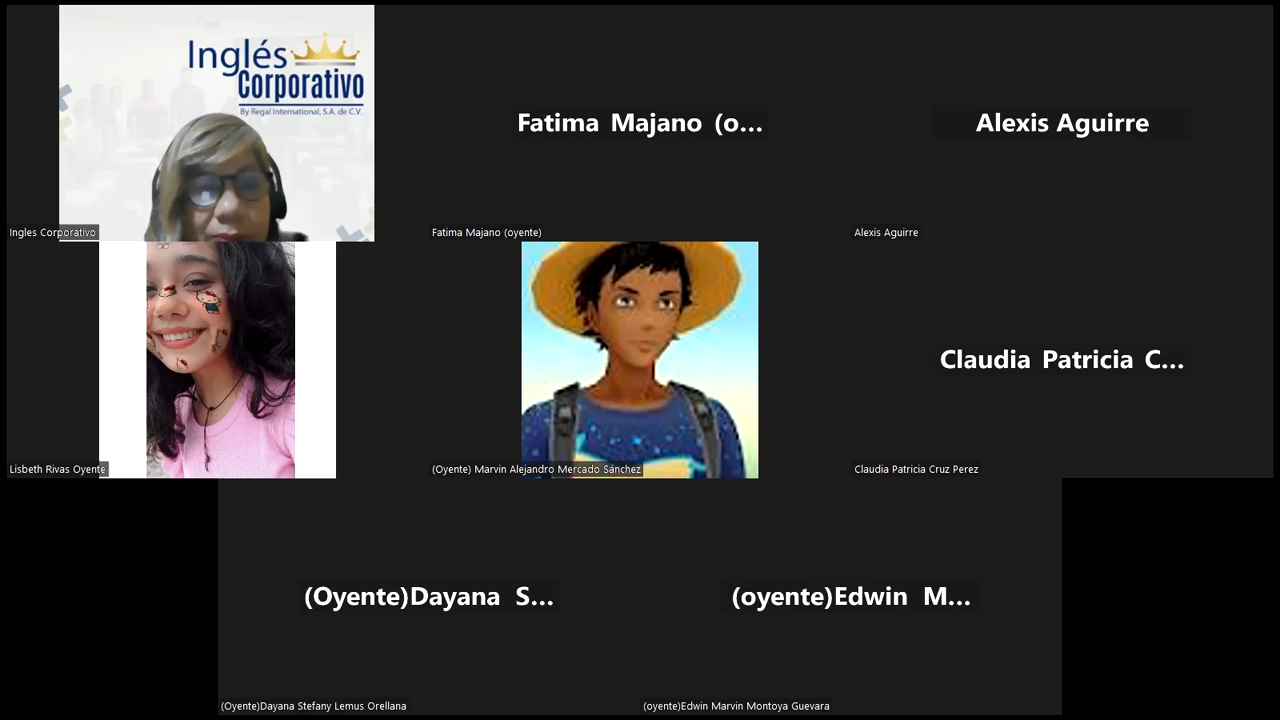 Inglés
Corporativo
By Regal International, S.A. de C.V.
Ingles Corporativo
Fatima Majano (o...
Fatima Majano (oyente)
Alexis Aguirre
Alexis Aguirre
Lisbeth Rivas Oyente
(Oyente) Marvin Alejandro Mercado Sánchez
Claudia Patricia C...
Claudia Patricia Cruz Perez
(Oyente)Dayana S...
(Oyente)Dayana Stefany Lemus Orellana
(oyente)Edwin M...
(oyente)Edwin Marvin Montoya Guevara